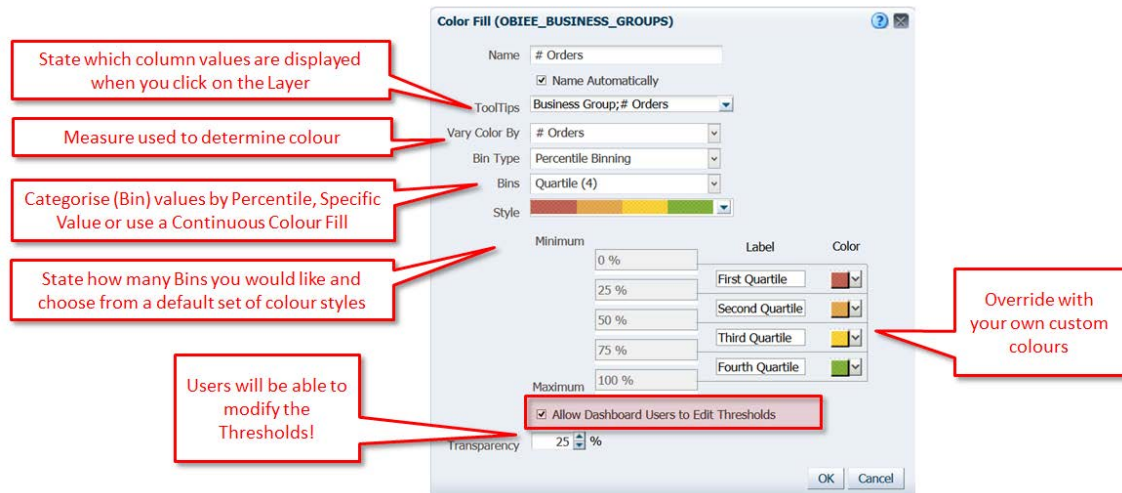 Color Fill (OBIEE_BUSINESS_GROUPS)
?
State which column values are displayed
when you click on the Layer
Name
# Orders
Name Automatically
ToolTips
Business Group;# Orders
Measure used to determine colour
Vary Color By
# Orders
Bin Type
Percentile Binning
Categorise (Bin) values by Percentile, Specific
Value or use a Continuous Colour Fill
Bins
Quartile (4)
Style
State how many Bins you would like and
choose from a default set of colour styles
Minimum
Label
Color
0 %
First Quartile
25 %
Second Quartile
50 %
Third Quartile
75 %
Fourth Quartile
Maximum
100 %
Override with
your own custom
colours
Users will be able to
modify the
Thresholds!
Allow Dashboard Users to Edit Thresholds
Transparency
25
%
OK
Cancel